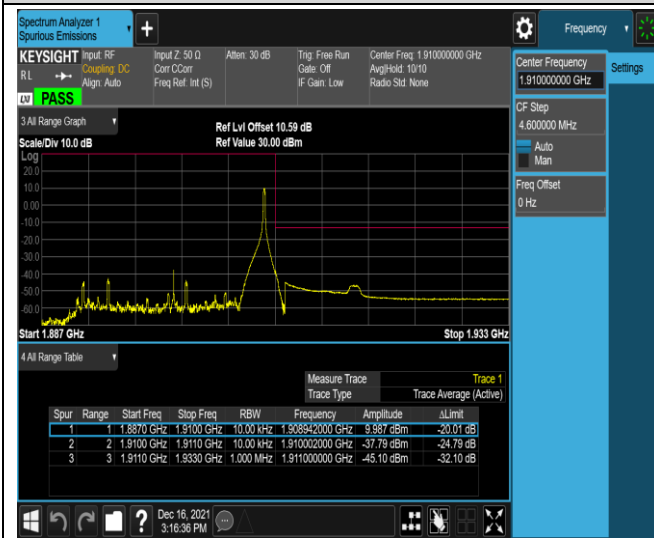 Spectrum Analyzer 1
Spurious Emissions
Frequency
KEYSIGHT Input: RF Input Z: 50 Ω Atten: 30 dB Trig: Free Run Center Freq: 1.910000000 GHz
RL Coupling: DC Corr CCorr Gate: Off Avg|Hold: 10/10
Align: Auto Freq Ref: Int (S) IF Gain: Low Radio Std: None
LXI PASS
Center Frequency
1.910000000 GHz
Settings
CF Step
4.600000 MHz
Auto
Man
Freq Offset
0 Hz
3 All Range Graph
Ref Lvl Offset 10.59 dB
Scale/Div 10.0 dB Ref Value 30.00 dBm
Log
20.0
10.0
0.00
-10.0
-20.0
-30.0
-40.0
-50.0
-60.0
Start 1.887 GHz Stop 1.933 GHz
4 All Range Table
Measure Trace Trace 1
Trace Type Trace Average (Active)
Spur Range Start Freq Stop Freq RBW Frequency Amplitude ΔLimit
1 1 1.8870 GHz 1.9100 GHz 10.00 kHz 1.908942000 GHz 9.987 dBm -20.01 dB
2 2 1.9100 GHz 1.9110 GHz 10.00 kHz 1.910002000 GHz -37.79 dBm -24.79 dB
3 3 1.9110 GHz 1.9330 GHz 1.000 MHz 1.911000000 GHz -45.10 dBm -32.10 dB
Dec 16, 2021
3:16:36 PM